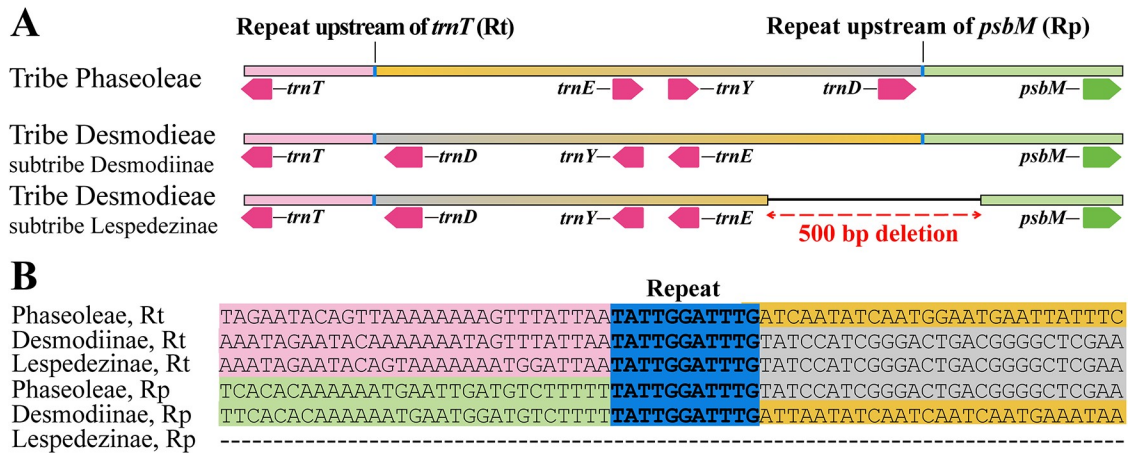 A
Repeat upstream of trnT (Rt)
Repeat upstream of psbM (Rp)
Tribe Phaseoleae
trnT
trnE
trnY
trnD
psbM
Tribe Desmodieae
subtribe Desmodiinae
trnT
trnD
trnY
trnE
psbM
Tribe Desmodieae
subtribe Lespedezinae
trnT
trnD
trnY
trnE
psbM
500 bp deletion
B
Repeat
Phaseoleae, Rt TAGAATACAGTTAAAAAAAAGTTTATTAATATTGGATTTGATCAATATCAATGGAATGAATTATTTC
Desmodiinae, Rt AAATAGAATACAAAAAAATAGTTTATTAATATTGGATTTGTATCCATCGGGACTGACGGGGCTCGAA
Lespedezinae, Rt AAATAGAATACAGTAAAAAAATGGATTAATATTGGATTTGTATCCATCGGGACTGACGGGGCTCGAA
Phaseoleae, Rp TCACACAAAAAATGAATTGATGTCTTTTTATTGGATTTGTATCCATCGGGACTGACGGGGCTCGAA
Desmodiinae, Rp TTCACACAAAAAATGAATGGATGTCTTTTTATTGGATTTGATTAATATCAATCAATCAATGAAATAA
Lespedezinae, Rp -------------------------------------------------------------------